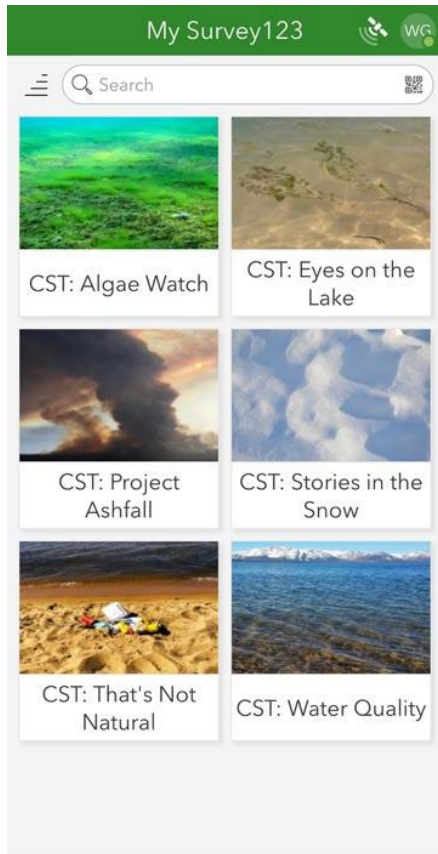 My Survey123
WG
Search
CST: Algae Watch
CST: Eyes on the
Lake
CST: Project
Ashfall
CST: Stories in the
Snow
CST: That's Not
Natural
CST: Water Quality